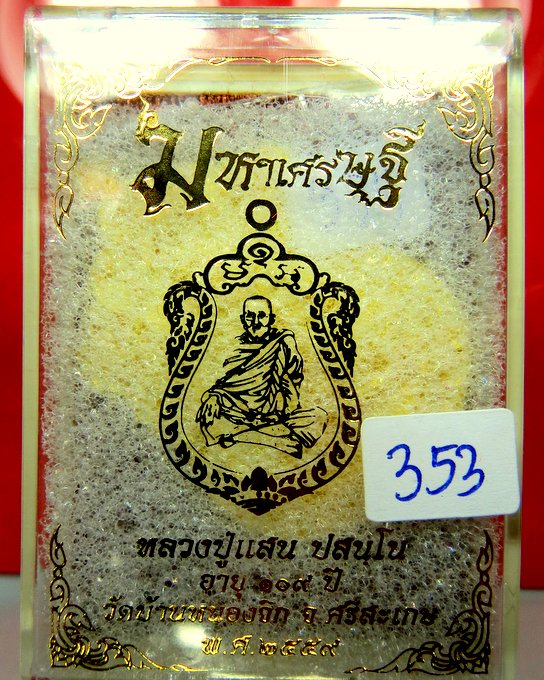 มหาเศรษฐี
353
หลวงปู่แสน ปสนฺโน
อายุ ๑๐๙ ปี
วัดบ้านหนองจิก จ.ศรีสะเกษ
พ.ศ.๒๕๕๙